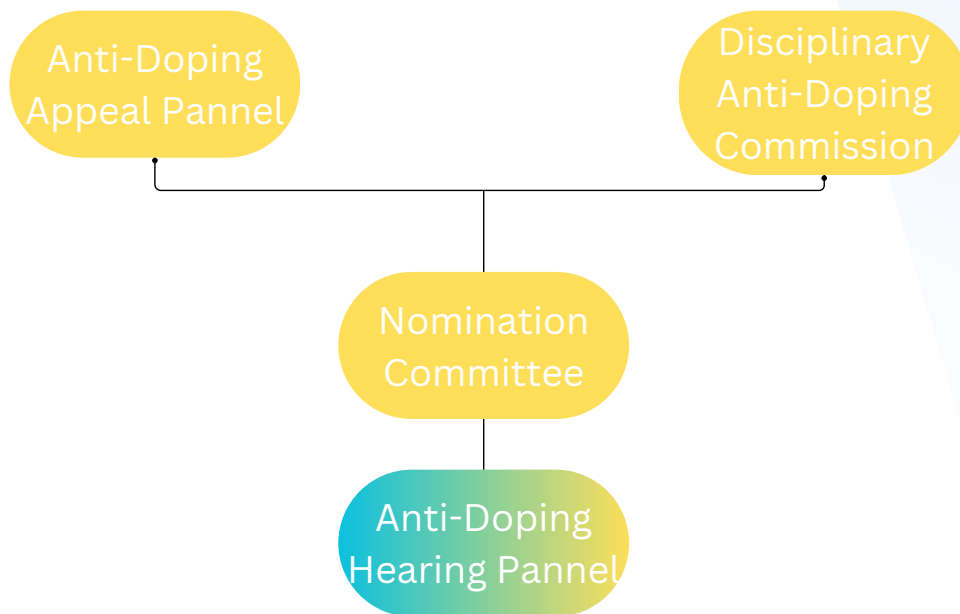 Anti-Doping
Appeal Pannel
Disciplinary
Anti-Doping
Commission
Nomination
Committee
Anti-Doping
Hearing Pannel